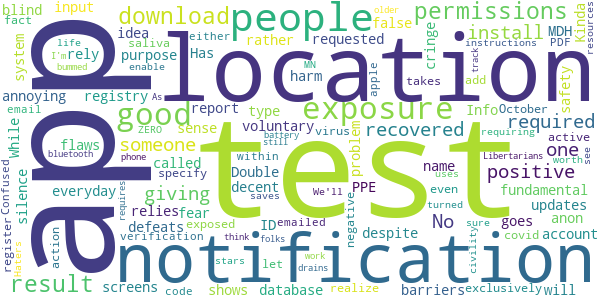 blind
fact
older
input
download
people
false
permissions
Kinda
resources
system
life
I'm
bummed
rely
saliva
purpose
enable
idea
rather
Has
either
requested
cringe
harm
MN
apple
install
takes
MDH
PDF
instructions
track
add
safety
app
location
annoying
registry
email
While
ZERO
As
good
report
sense
battery
still
exposure
voluntary
virus
within
type
problem
Info
October
requiring
active
see
required
flaws
bluetooth
phone
someone
called
specify
test
Double
decent
saves
recovered
We'll
PPE
name
even
uses
turned
positive
Libertarians
one
worth
fundamental
Confused
register
silence
everyday
requires
giving
relies
fear
defeats
exposed
ID
emailed
negative
despite
No
goes
sure
updates
anon
covid
account
Haters
action
verification
think
folks
stars
let
work
realize
civility
notification
result
screens
code
drains
shows
database
barriers
exclusively
will